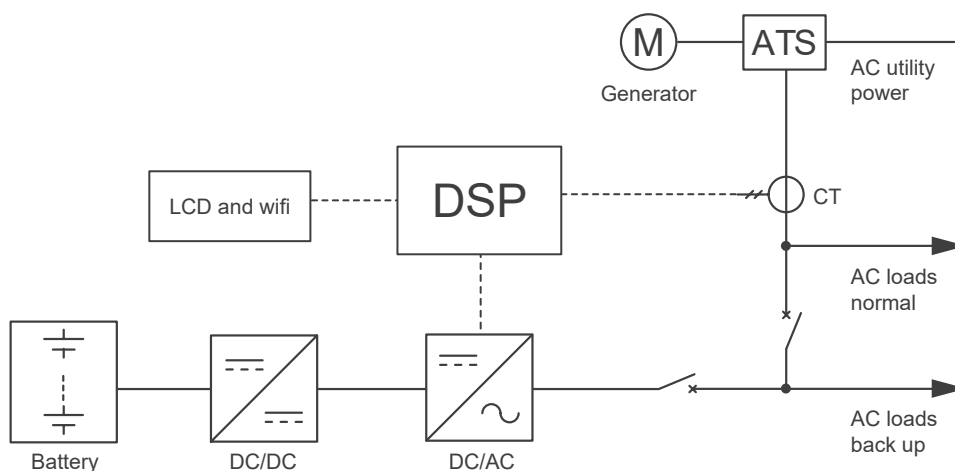 M
ATS
Generator
AC utility
power
LCD and wifi
DSP
CT
AC loads
normal
AC loads
back up
Battery
DC/DC
DC/AC